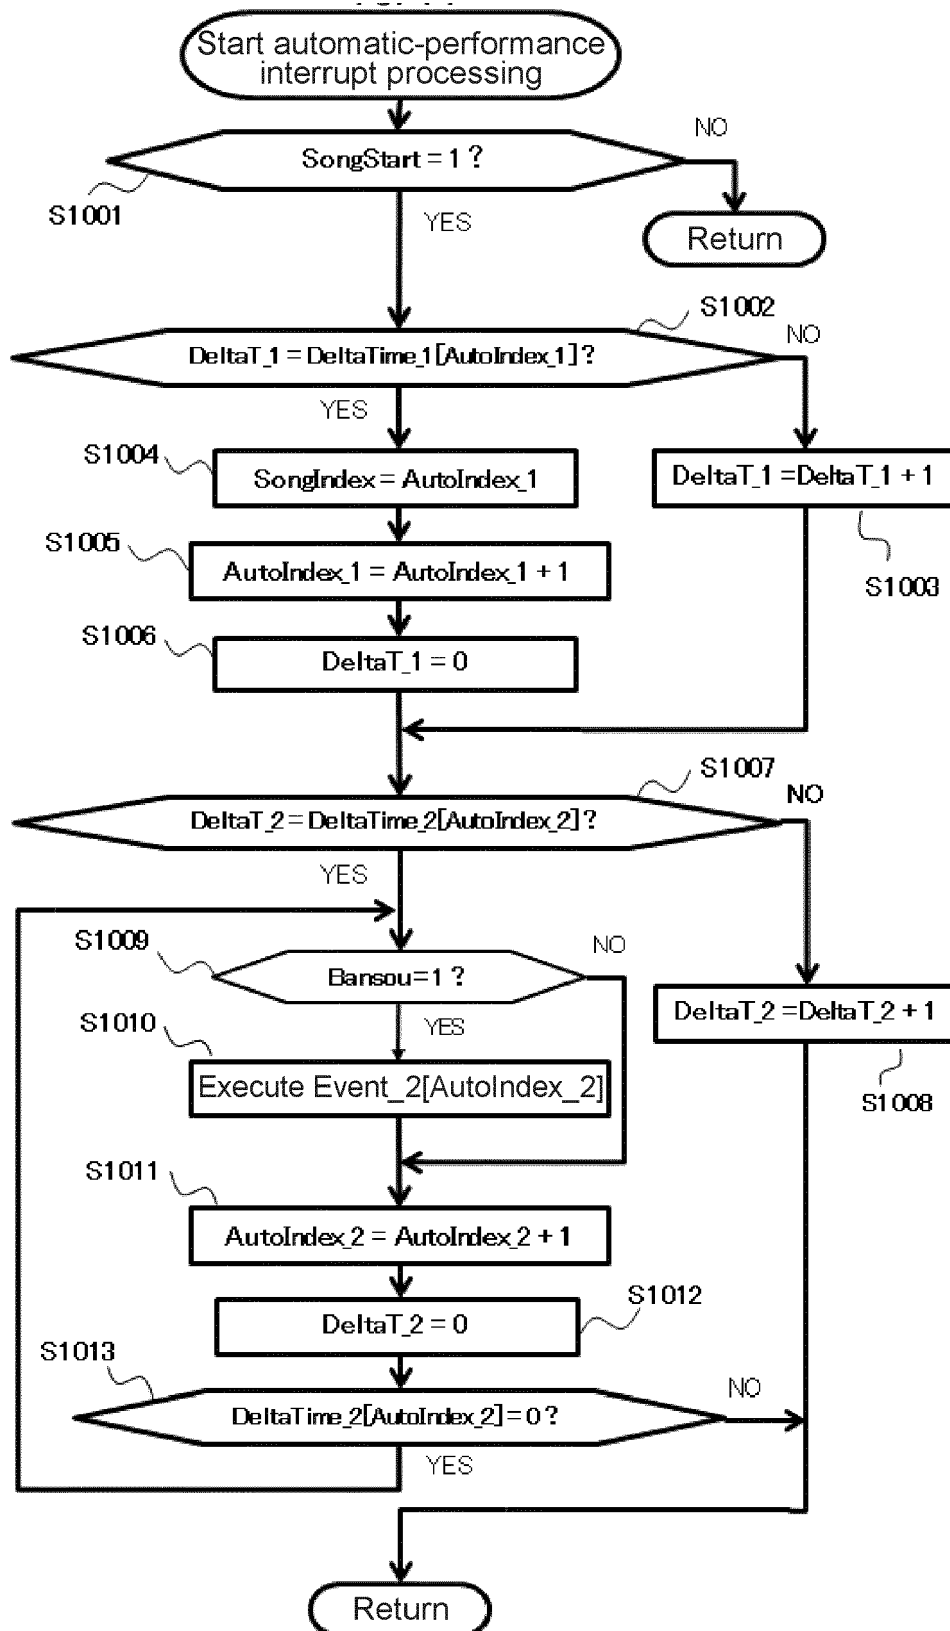 Start automatic-performance
interrupt processing
NO
SongStart = 1 ?
S1001
YES
Return
S1002
NO
DeltaT_1 = DeltaTime_1[AutoIndex_1]?
YES
S1004
SongIndex = AutoIndex_1
DeltaT_1 =DeltaT_1 + 1
S1005
AutoIndex_1 = AutoIndex_1 + 1
S1003
S1006
DeltaT_1 = 0
S1007
NO
DeltaT_2 = DeltaTime_2[AutoIndex_2]?
YES
S1009
NO
Bansou=1 ?
S1010
YES
DeltaT_2 =DeltaT_2 + 1
Execute Event_2[AutoIndex_2]
S1008
S1011
AutoIndex_2 = AutoIndex_2 + 1
S1012
DeltaT_2 = 0
S1013
NO
DeltaTime_2[AutoIndex_2]=0?
YES
Return